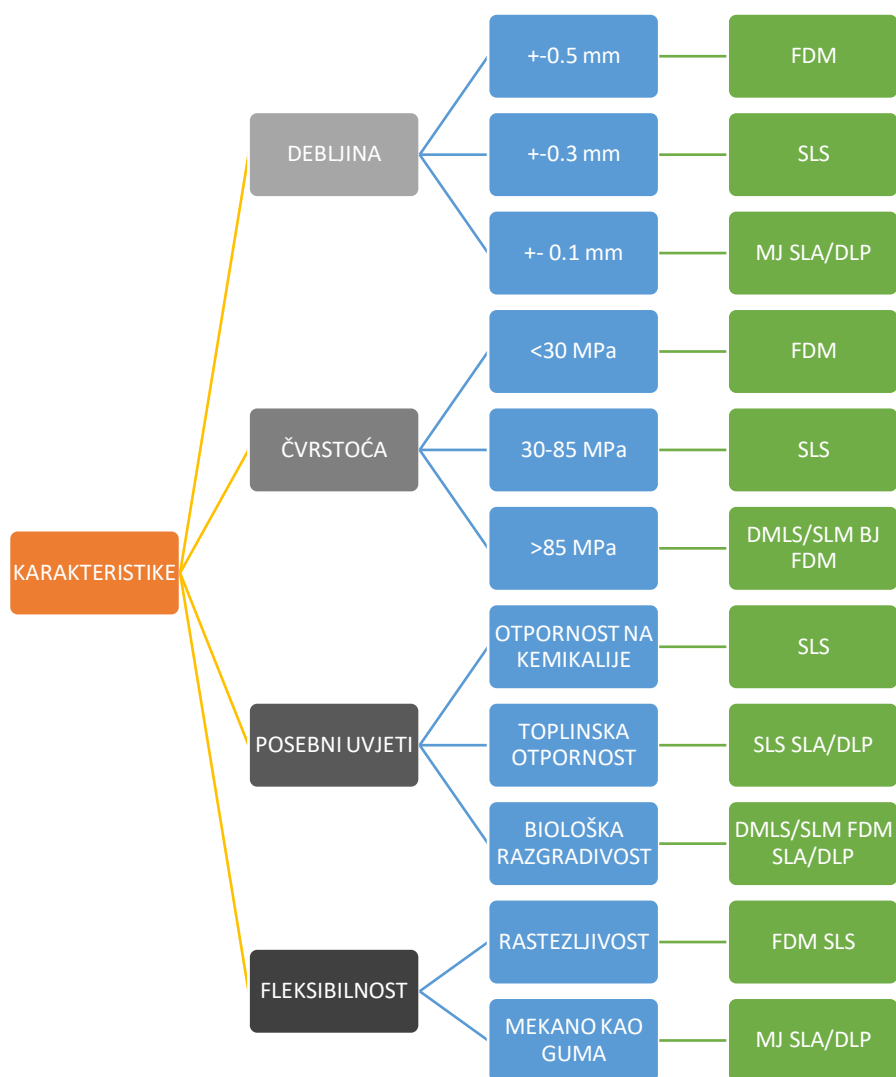 KARAKTERISTIKE
DEBLJINA
+-0.5 mm
FDM
+-0.3 mm
SLS
+- 0.1 mm
MJ SLA/DLP
ČVRSTOĆA
<30 MPa
FDM
30-85 MPa
SLS
>85 MPa
DMLS/SLM BJ
FDM
POSEBNI UVJETI
OTPORNOST NA
KEMIKALIJE
SLS
TOPLINSKA
OTPORNOST
SLS SLA/DLP
BIOLOŠKA
RAZGRADIVOST
DMLS/SLM FDM
SLA/DLP
FLEKSIBILNOST
RASTEZLJIVOST
FDM SLS
MEKANO KAO
GUMA
MJ SLA/DLP